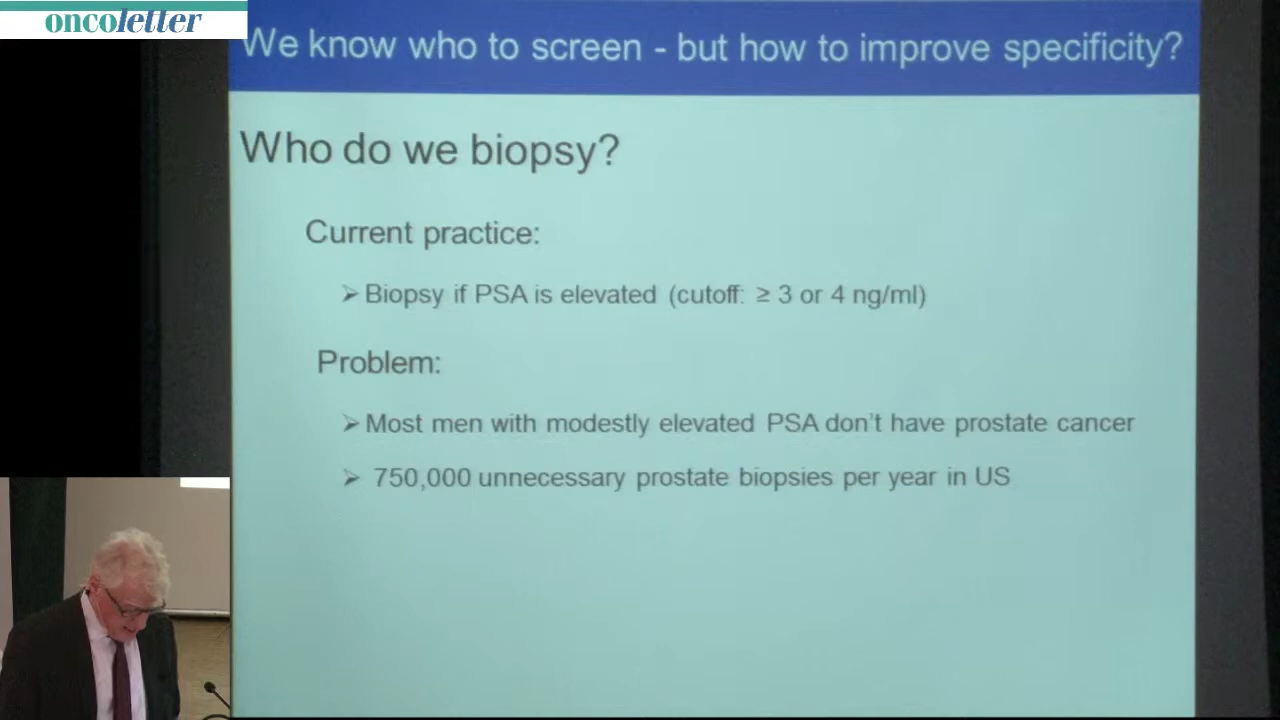 oncoletter
We know who to screen - but how to improve specificity?
Who do we biopsy?
Current practice:
➢ Biopsy if PSA is elevated (cutoff: ≥ 3 or 4 ng/ml)
Problem:
➢ Most men with modestly elevated PSA don't have prostate cancer
➢ 750,000 unnecessary prostate biopsies per year in US